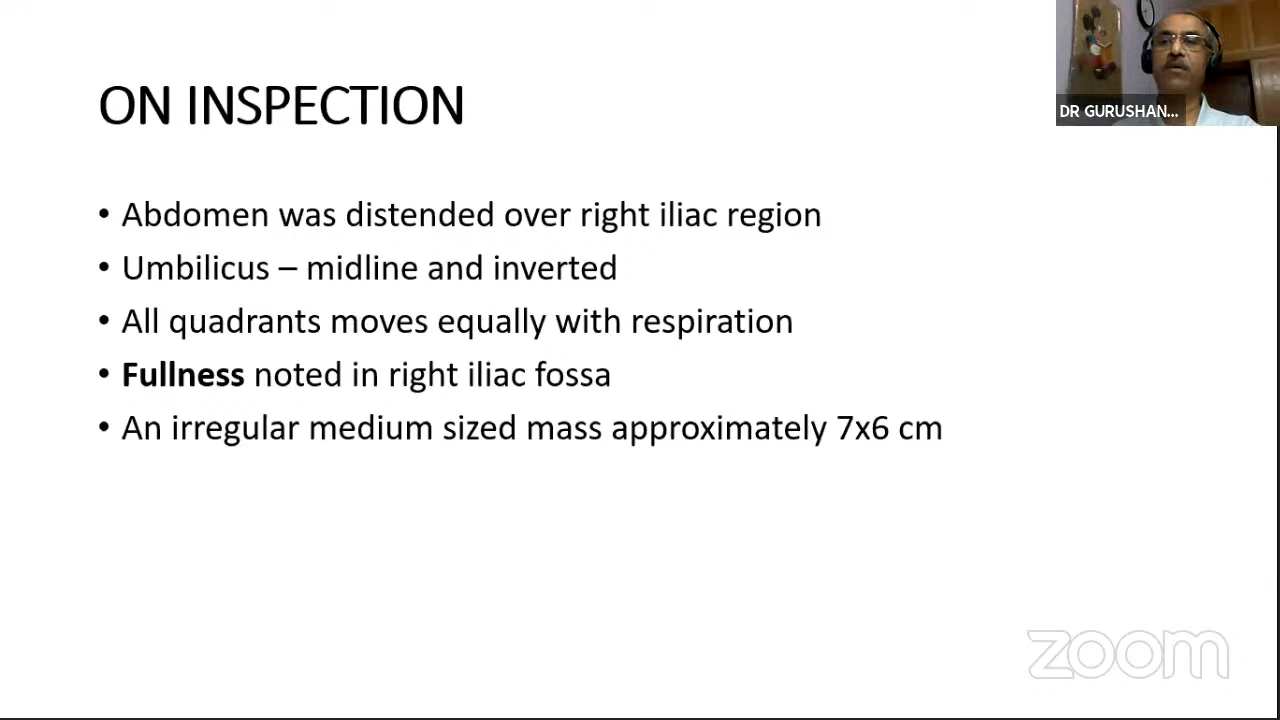 DR GURUSHAN...
ON INSPECTION
• Abdomen was distended over right iliac region
• Umbilicus – midline and inverted
• All quadrants moves equally with respiration
• Fullness noted in right iliac fossa
• An irregular medium sized mass approximately 7x6 cm
zoom